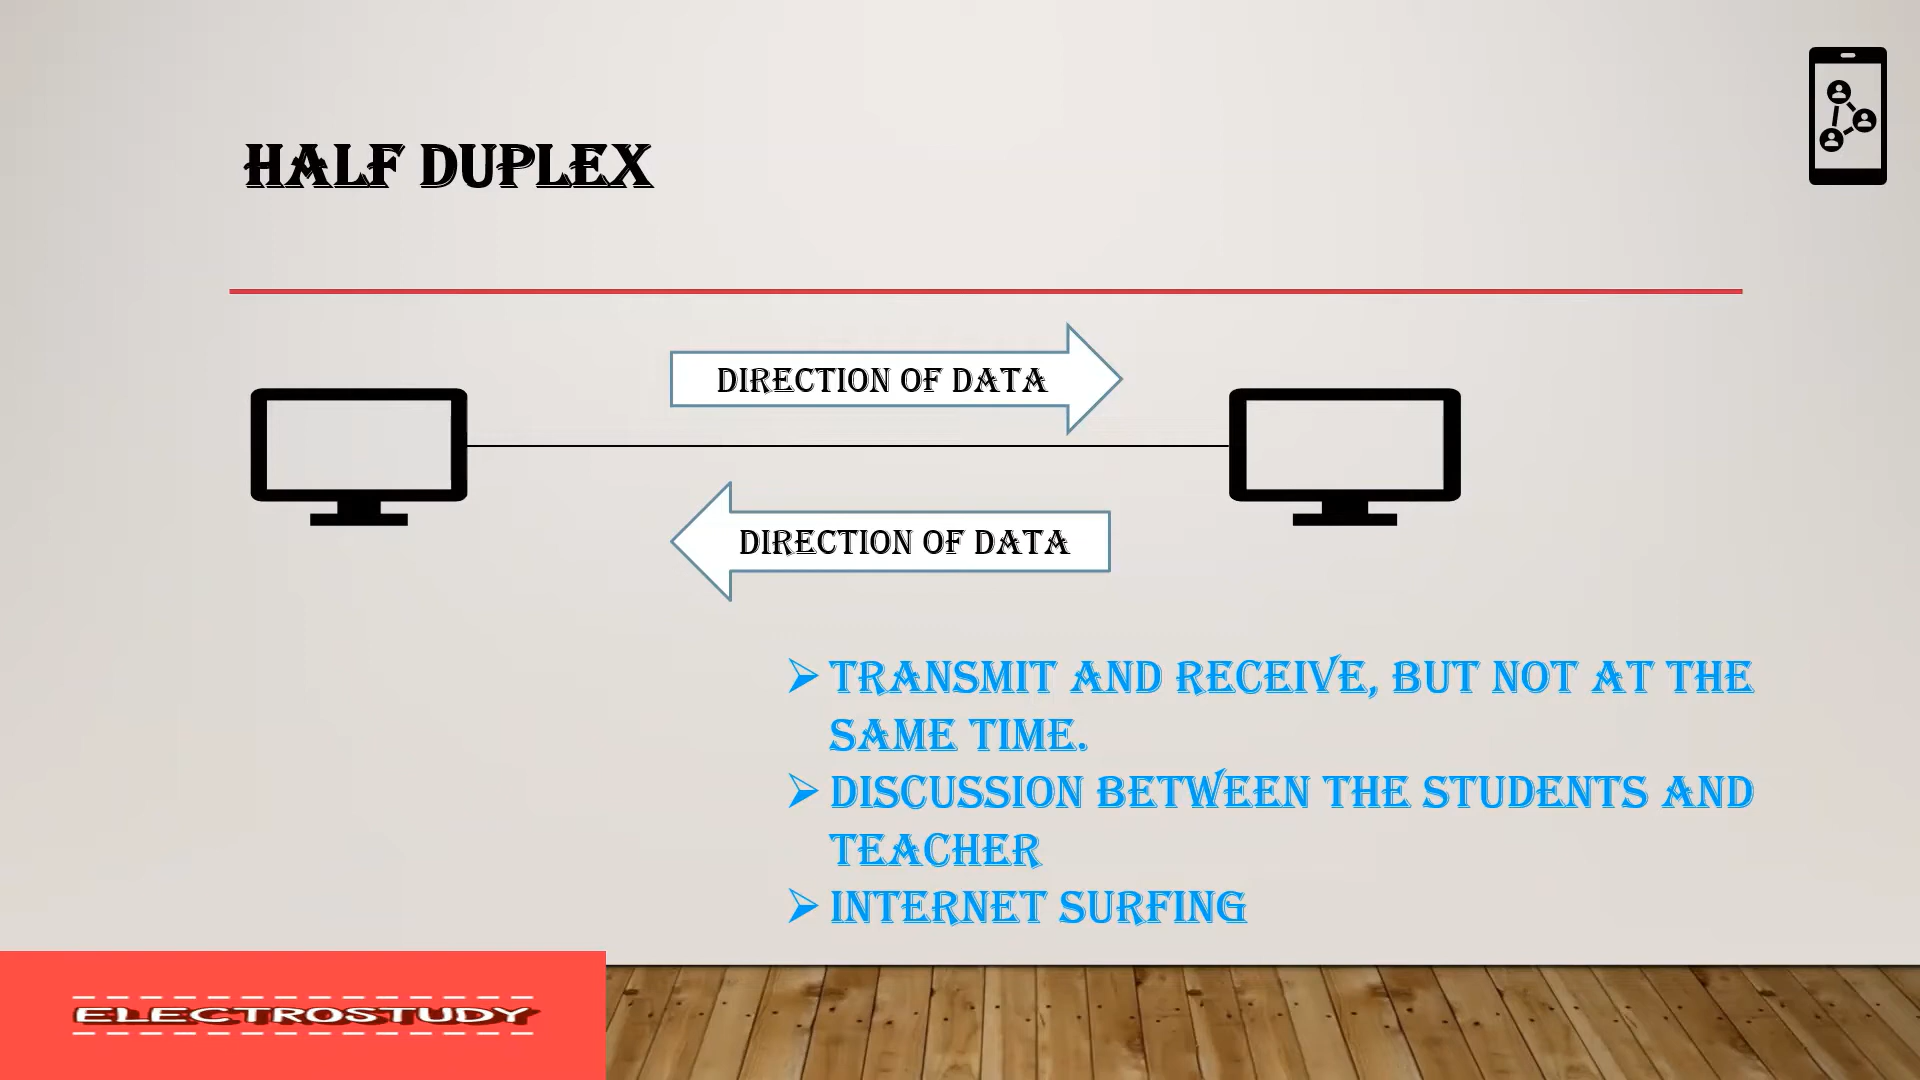 HALF DUPLEX
DIRECTION OF DATA
DIRECTION OF DATA
➢ TRANSMIT AND RECEIVE, BUT NOT AT THE
SAME TIME.
➢ DISCUSSION BETWEEN THE STUDENTS AND
TEACHER
➢ INTERNET SURFING
ELECTROSTUDY